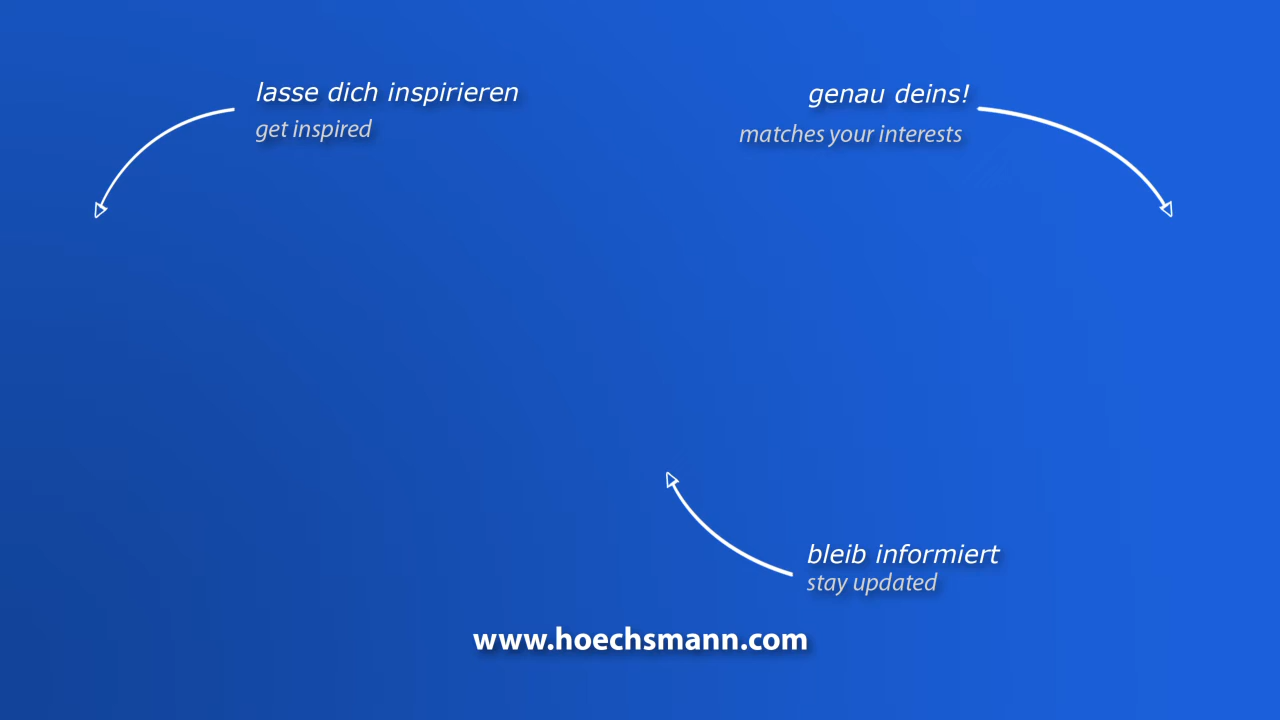 lasse dich inspirieren
get inspired
genau deins!
matches your interests
bleib informiert
stay updated
www.hoechsmann.com